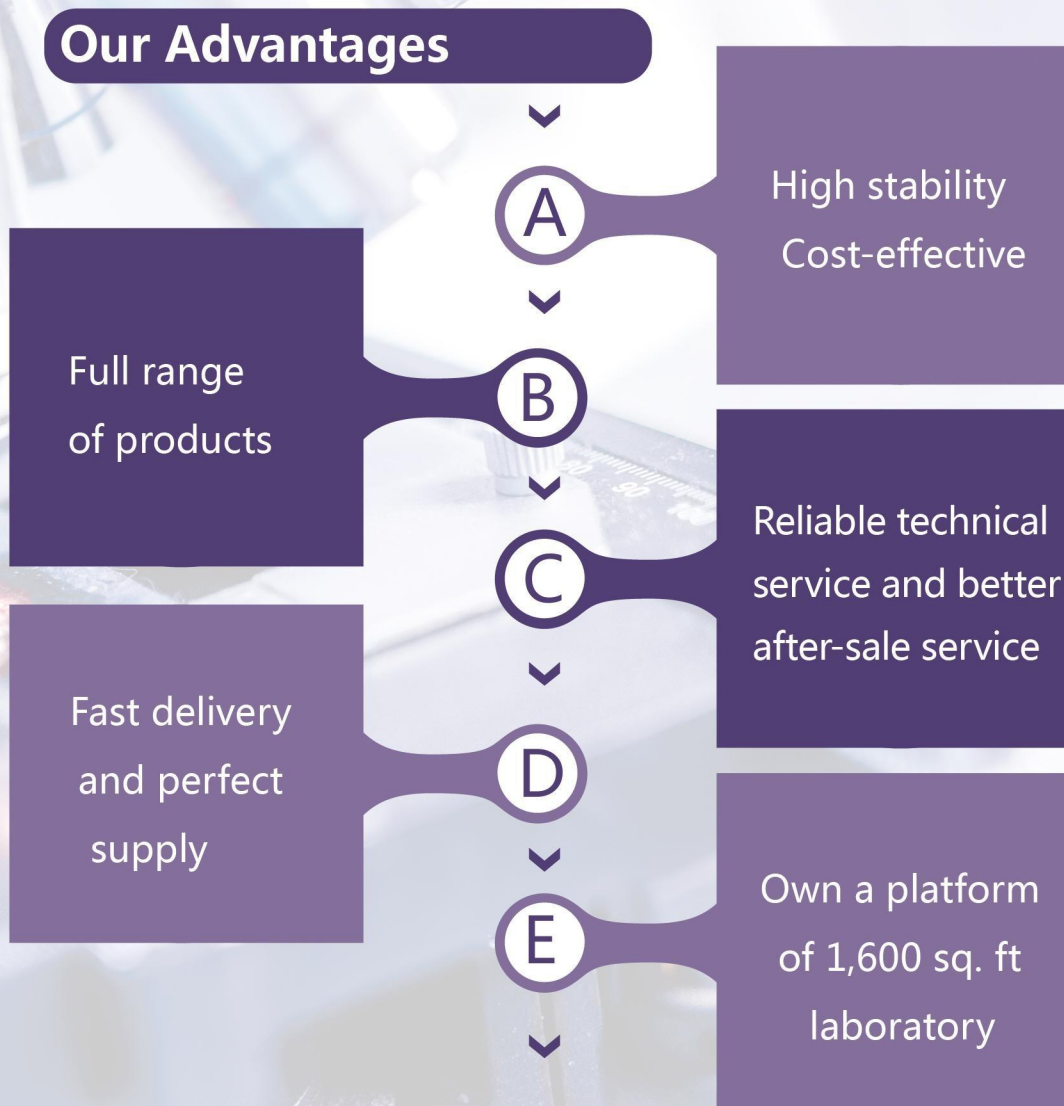 Our Advantages
A
High stability
Cost-effective
B
Full range
of products
C
Reliable technical
service and better
after-sale service
D
Fast delivery
and perfect
supply
E
Own a platform
of 1,600 sq. ft
laboratory